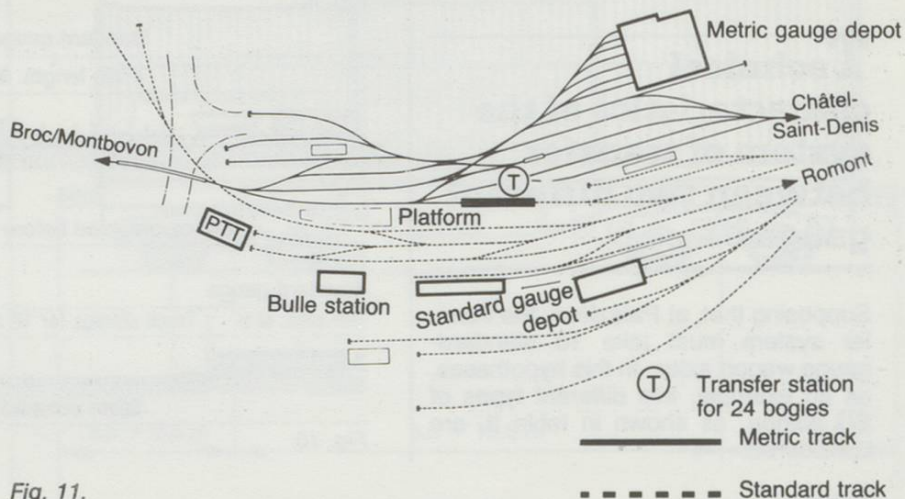 Metric gauge depot
Châtel-
Saint-Denis
Broc/Montbovon
Romont
T
Platform
PTT
Bulle station
Standard gauge
depot
T Transfer station
for 24 bogies
Metric track
Standard track
Fig. 11.